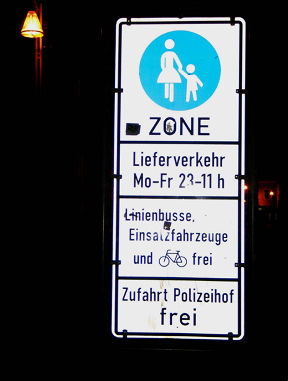 ZONE
Lieferverkehr
Mo-Fr 23-11 h
Linienbusse,
Einsatzfahrzeuge
und frei
Zufahrt Polizeihof
frei